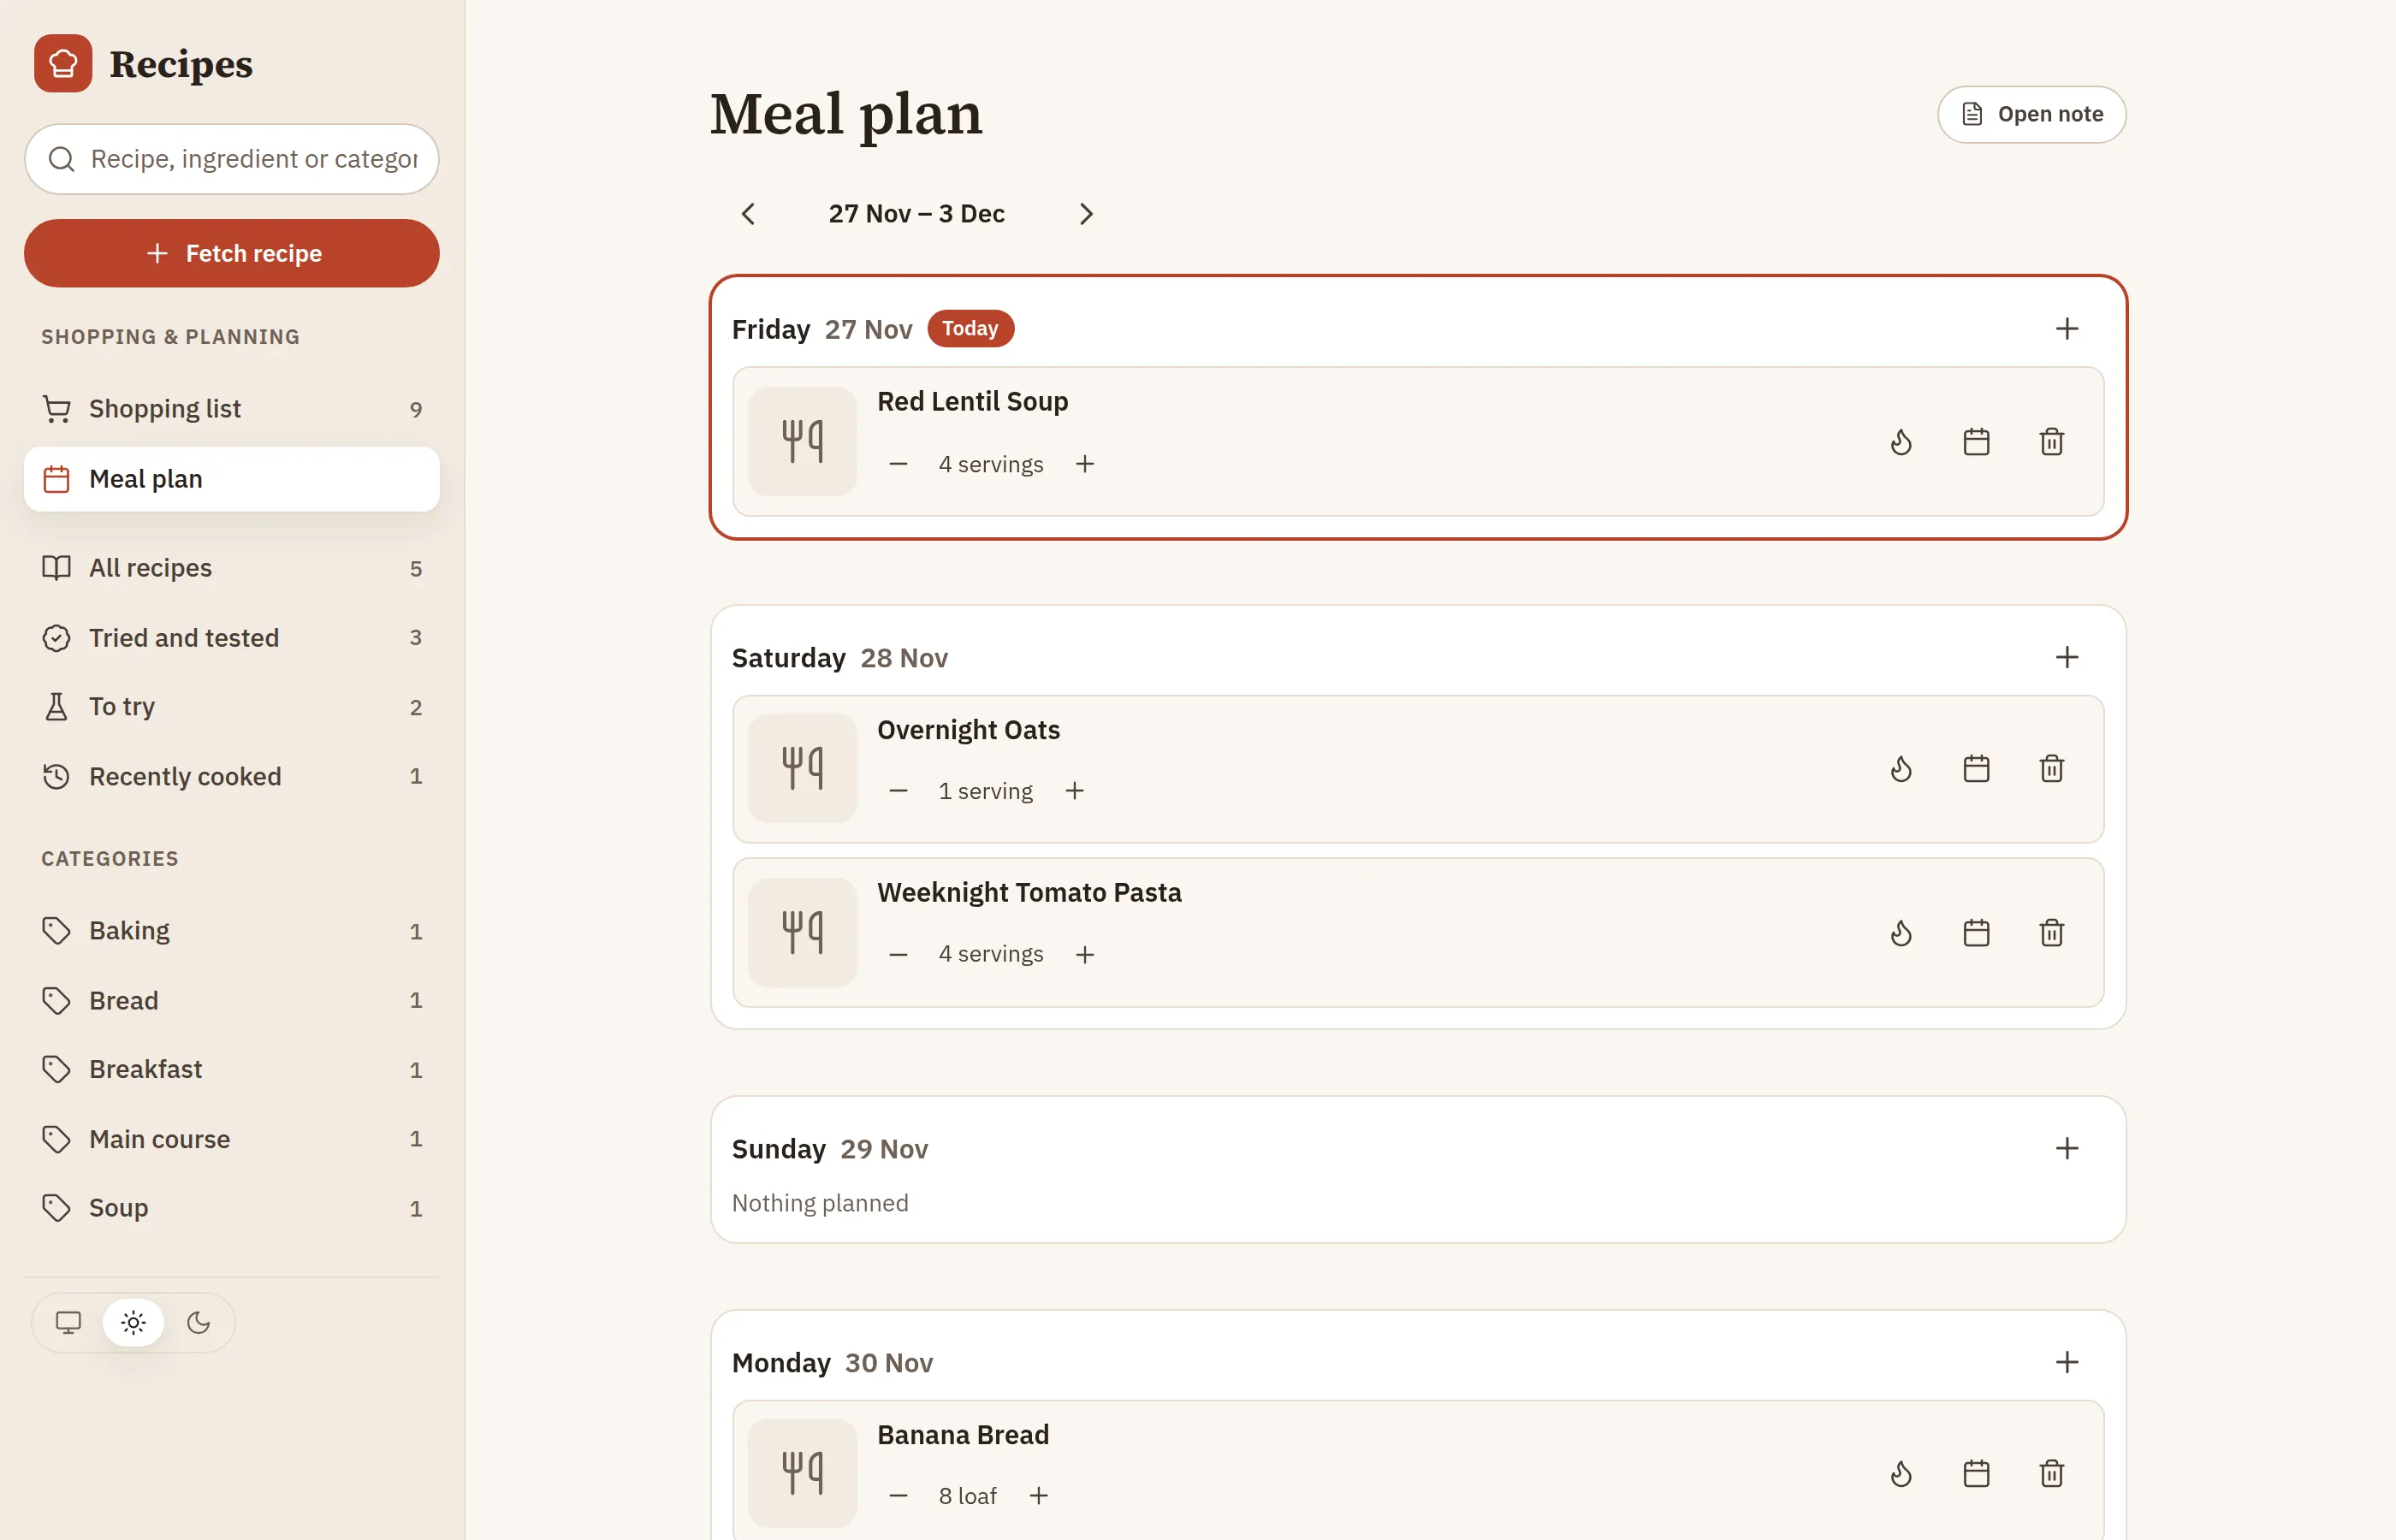 Recipes
Recipe, ingredient or categor
Fetch recipe
SHOPPING & PLANNING
Shopping list 9
Meal plan
All recipes 5
Tried and tested 3
To try 2
Recently cooked 1
CATEGORIES
Baking 1
Bread 1
Breakfast 1
Main course 1
Soup 1
Meal plan
Open note
27 Nov – 3 Dec
Friday 27 Nov Today
Red Lentil Soup
4 servings
Saturday 28 Nov
Overnight Oats
1 serving
Weeknight Tomato Pasta
4 servings
Sunday 29 Nov
Nothing planned
Monday 30 Nov
Banana Bread
8 loaf